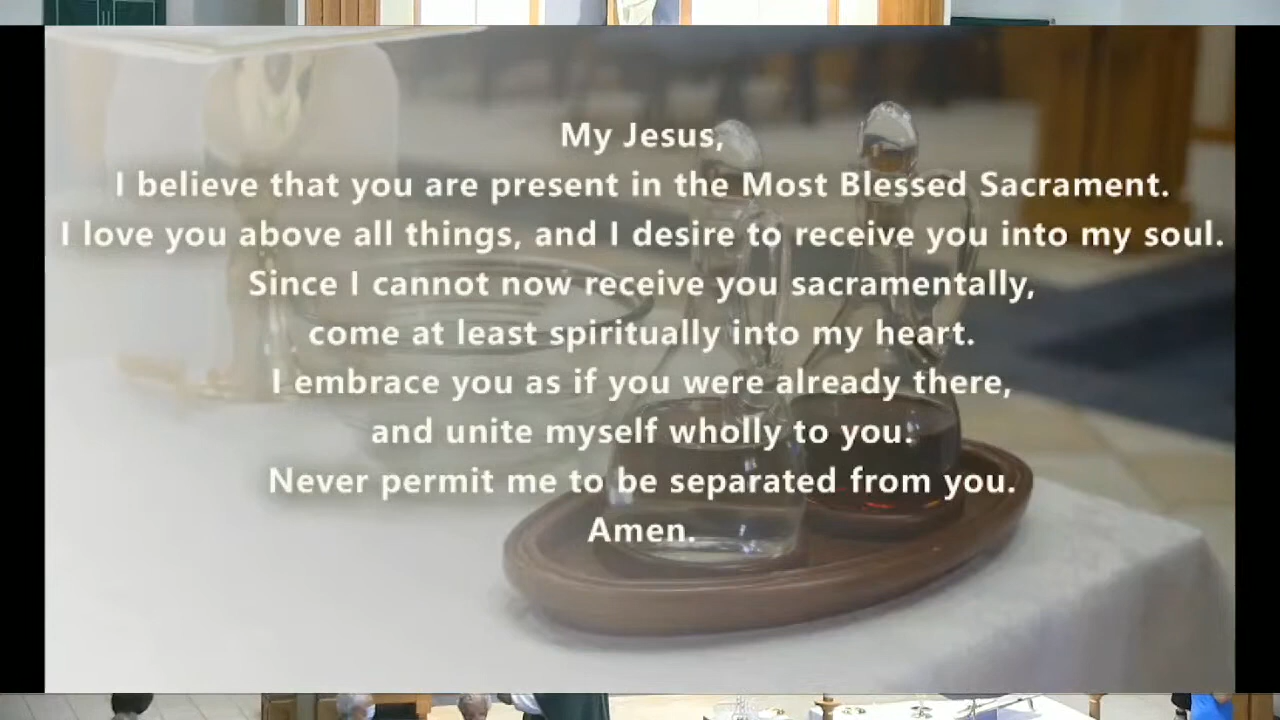 My Jesus,
I believe that you are present in the Most Blessed Sacrament.
I love you above all things, and I desire to receive you into my soul.
Since I cannot now receive you sacramentally,
come at least spiritually into my heart.
I embrace you as if you were already there,
and unite myself wholly to you.
Never permit me to be separated from you.
Amen.